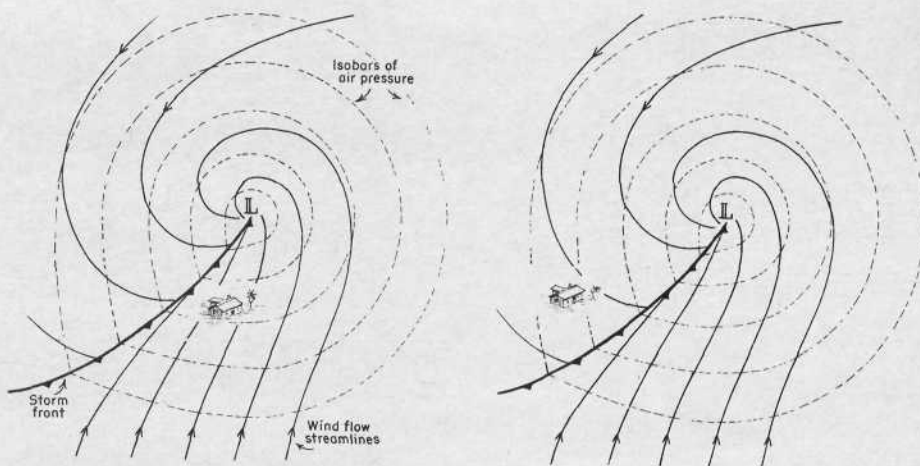 Isobars of
air pressure
L
L
Storm
front
Wind flow
streamlines